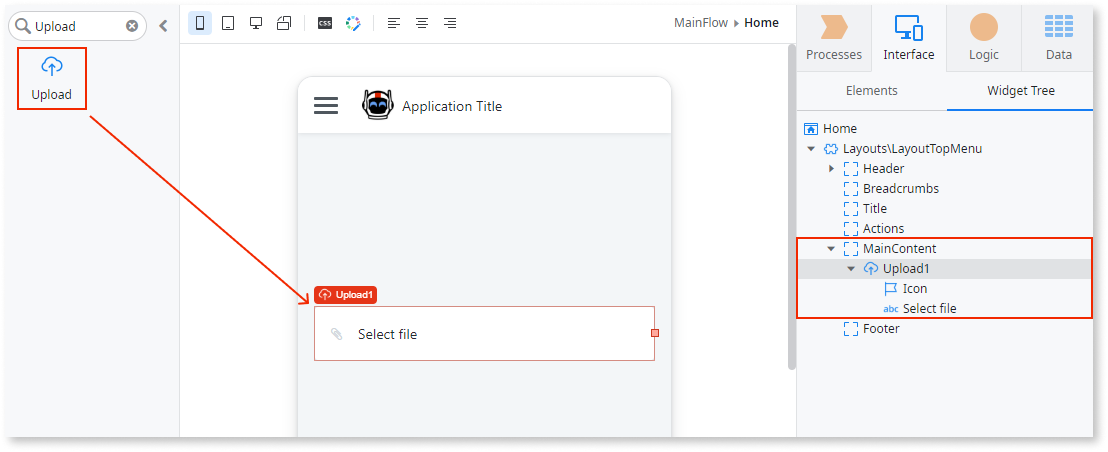 Upload
Upload
CSS
MainFlow
Home
Application Title
Upload1
Select file
Processes
Interface
Logic
Data
Elements
Widget Tree
Home
Layouts\LayoutTopMenu
Header
Breadcrumbs
Title
Actions
MainContent
Upload1
Icon
abc Select file
Footer